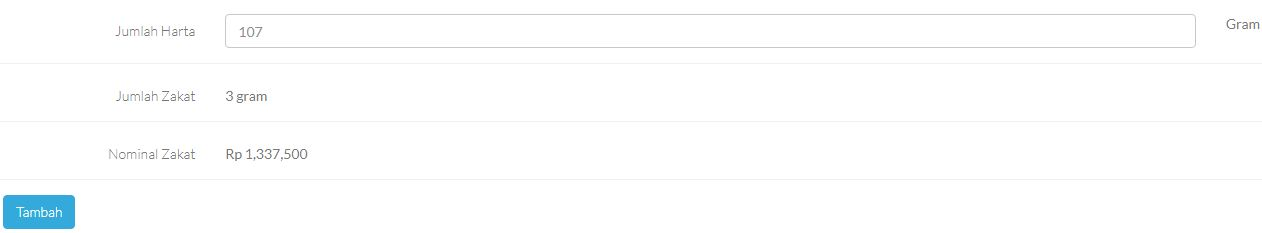 Jumlah Harta 107 Gram
Jumlah Zakat 3 gram
Nominal Zakat Rp 1,337,500
Tambah